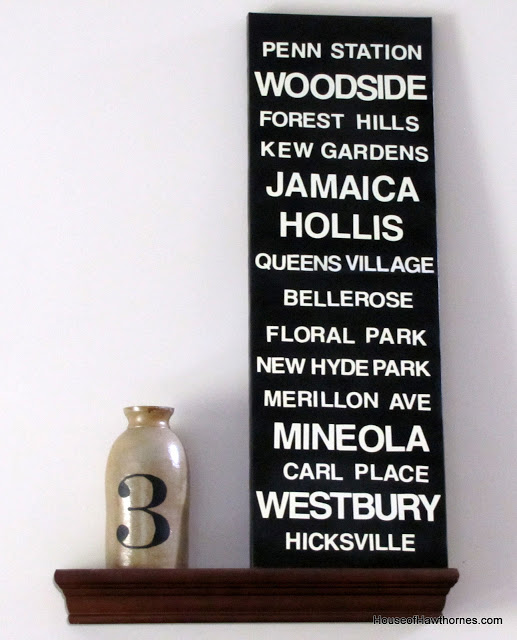 PENN STATION
WOODSIDE
FOREST HILLS
KEW GARDENS
JAMAICA
HOLLIS
QUEENS VILLAGE
BELLEROSE
FLORAL PARK
NEW HYDE PARK
MERILLON AVE
MINEOLA
CARL PLACE
WESTBURY
HICKSVILLE
3
HouseofHawthornes.com